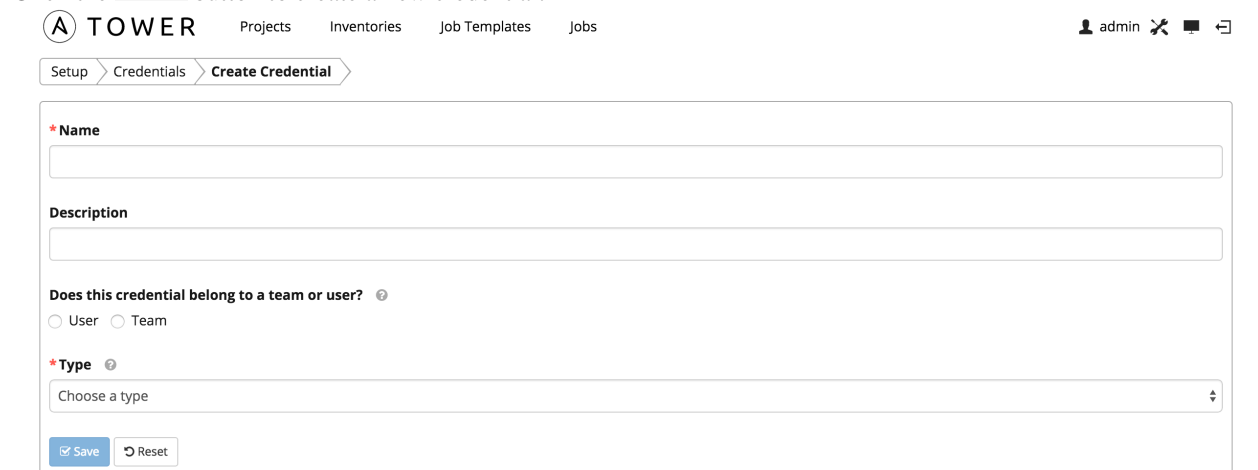 A TOWER Projects Inventories Job Templates Jobs admin
Setup Credentials Create Credential
*Name
Description
Does this credential belong to a team or user? ?
User Team
*Type ?
Choose a type
Save Reset